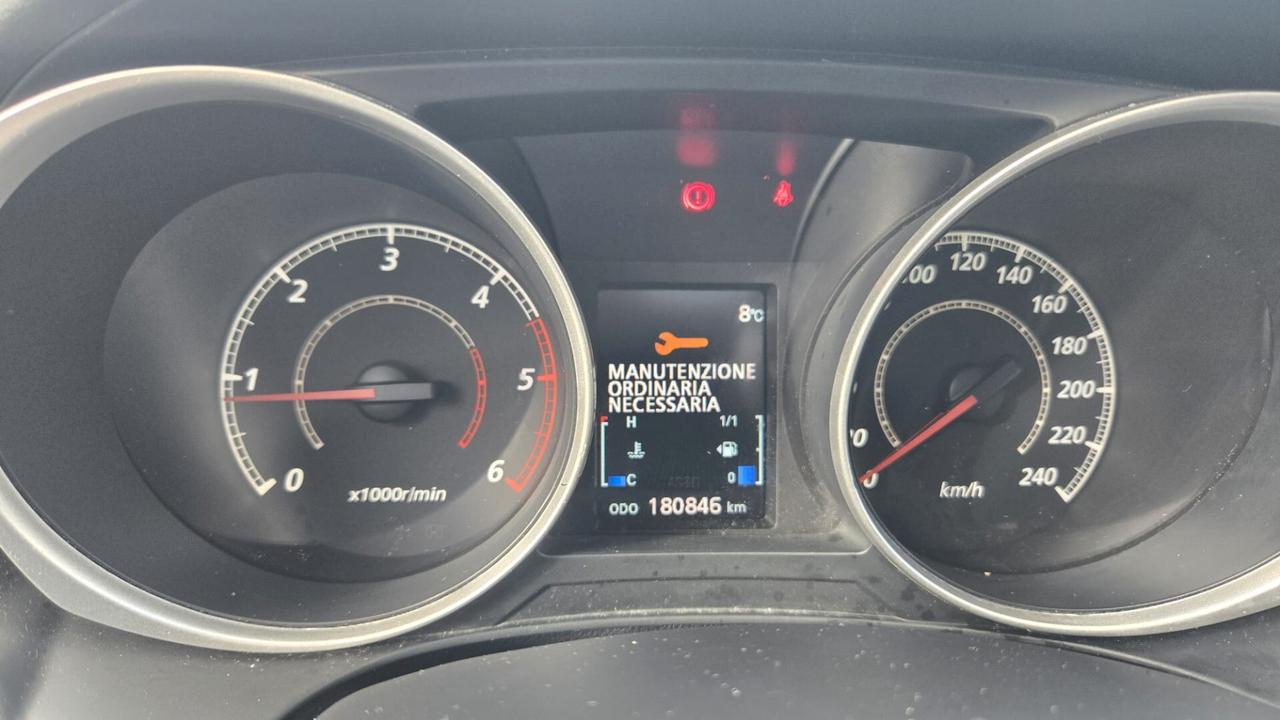 0
1
2
3
4
5
6
x1000r/min
8°C
MANUTENZIONE
ORDINARIA
NECESSARIA
H 1/1
C 0
ODO 180846 km
0
120
140
160
180
200
220
240
km/h